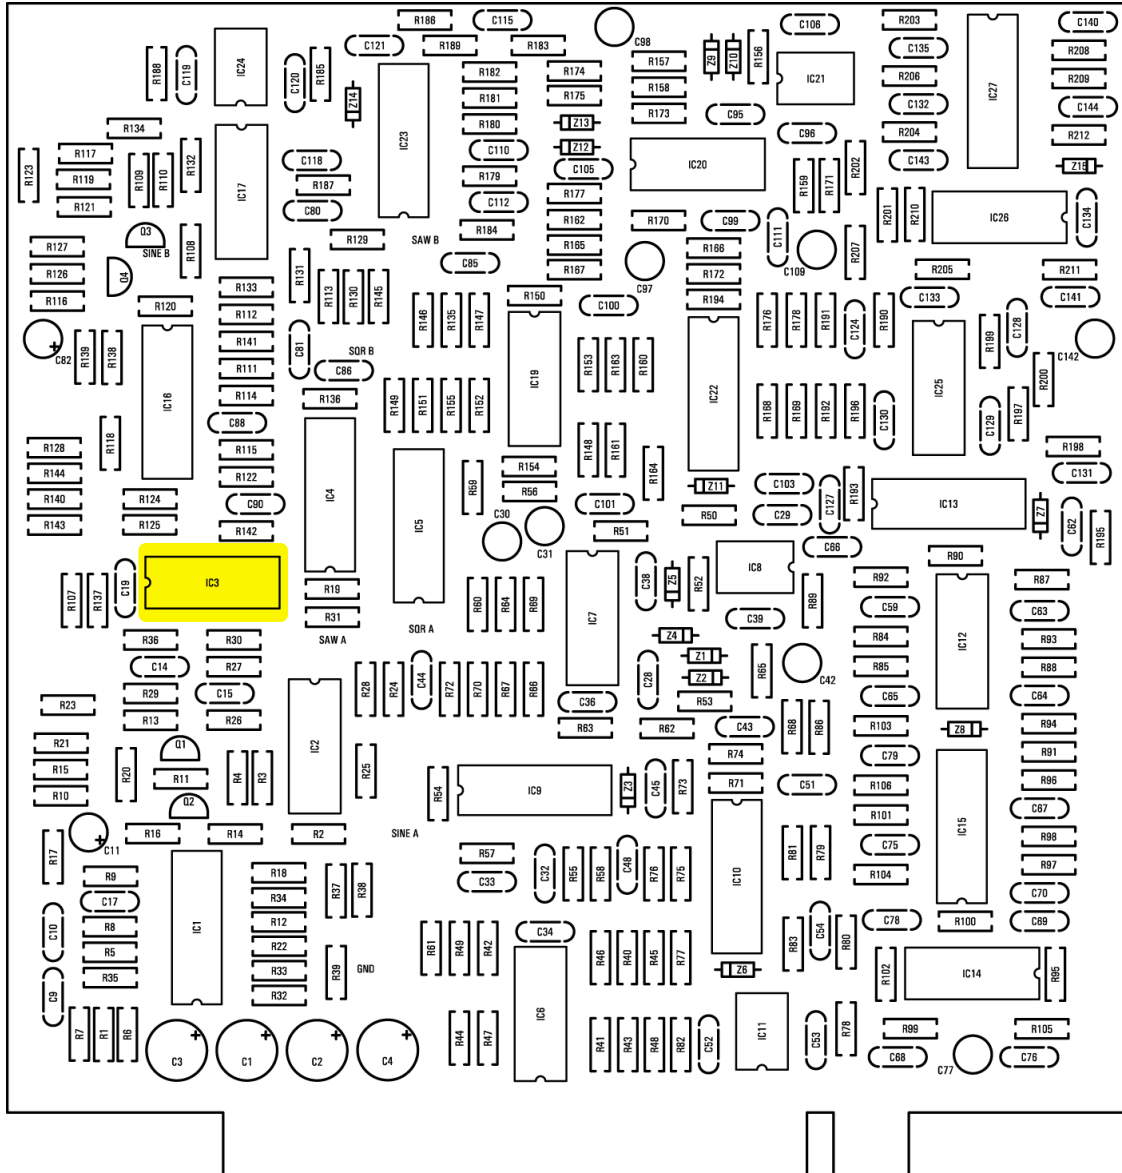 R186 C115 C106 R203 C140
C121 R189 R183 C98 Z9 Z10 R156 C135 R208
R188 C119 IC24 C120 R185 Z14 IC23 R182 R174 R157 IC21 R206 IC27 R209
R181 R175 R158 C132 C144
R134 IC17 R180 Z13 R173 C95 C96 R204 R212
R123 R117 R109 R110 R132 C118 C110 Z12 IC20 R202 C143 Z15
R119 R187 R179 C105 R159 R171
R121 C80 C112 R177 R201 R210 IC26 C134
Q3 R108 R129 SAW B R184 R162 R170 C99 C111 R207
SINE B R127 R165 R166 C109
R126 Q4 R131 C85 R167 C97 R172 R205 R211
R116 R120 R133 R113 R130 R145 R150 C100 R194 C133 C141
R112 R146 R135 R147 R176 R178 R191 C124 R190 C128
C82 R139 R138 R141 C81 SQR B IC19 R153 R163 R160 IC22 IC25 R199 C142
R111 C86 R200
IC16 R114 R136 R149 R151 R155 R152 R168 R169 R192 R196 C130 C129 R197
C88
R128 R118 R115 R148 R161 R198
R144 R122 R59 R154 R164 Z11 C103 R193 C131
R140 R124 C90 IC4 IC5 R56 C101 R50 C29 C127 IC13 Z7 C62 R195
R143 R125 R142 C30 C31 R51 C66
R107 R137 C19 IC3 R19 R60 R64 R69 IC7 C38 Z5 R52 IC8 R89 R92 R90 R87
R31 C39 C59 IC12 C63
R36 R30 SAW A SQR A Z4 R84 R93
C14 R27 R28 R24 C44 R72 R70 R67 R66 C28 Z1 R65 C42 R85 R88
R29 C15 Z2 C65 C64
R23 R13 R26 C36 R53 R68 R86
R21 Q1 IC2 R63 R62 C43 R103 Z8 R94
R15 R20 R11 R4 R3 R25 R74 C79 R91
R10 Q2 R54 IC9 Z3 C45 R73 R71 C51 R106 R96
R16 R14 R2 SINE A R101 IC15 C67
C11 R17 R57 C32 R55 R58 C48 R76 R75 IC10 R81 R79 C75 R98
R9 R18 R37 R38 C33 R104 R97
C17 R34 C70
C10 R8 IC1 R12 R61 R49 R42 C34 R83 C54 R80 C78 R100 C69
R5 R22 R39 GND R46 R40 R45 R77
R35 R33 Z6 R102 IC14 R95
C9 R32 IC6
R7 R1 R6 R44 R47 R41 R43 R48 R82 C52 IC11 C53 R78 R99 R105
C3 C1 C2 C4 C68 C77 C76